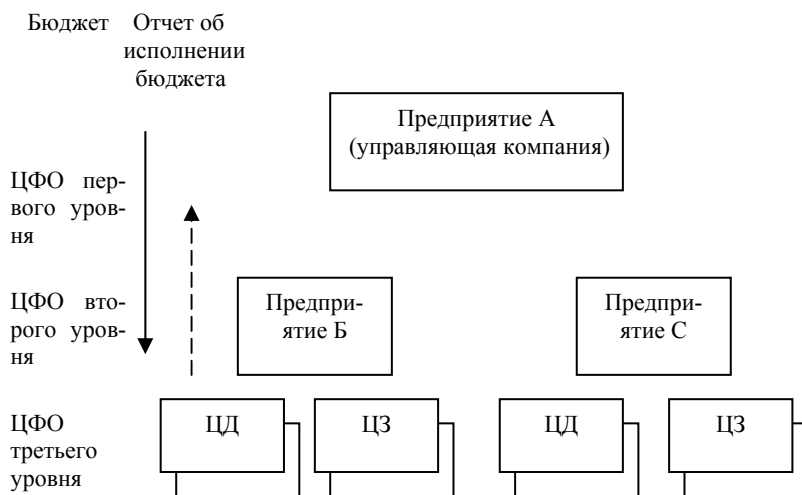 Бюджет
Отчет об
исполнении
бюджета
Предприятие А
(управляющая компания)
ЦФО пер-
вого уров-
ня
ЦФО вто-
рого уров-
ня
Предпри-
ятие Б
Предпри-
ятие С
ЦФО
третьего
уровня
ЦД
ЦЗ
ЦД
ЦЗ